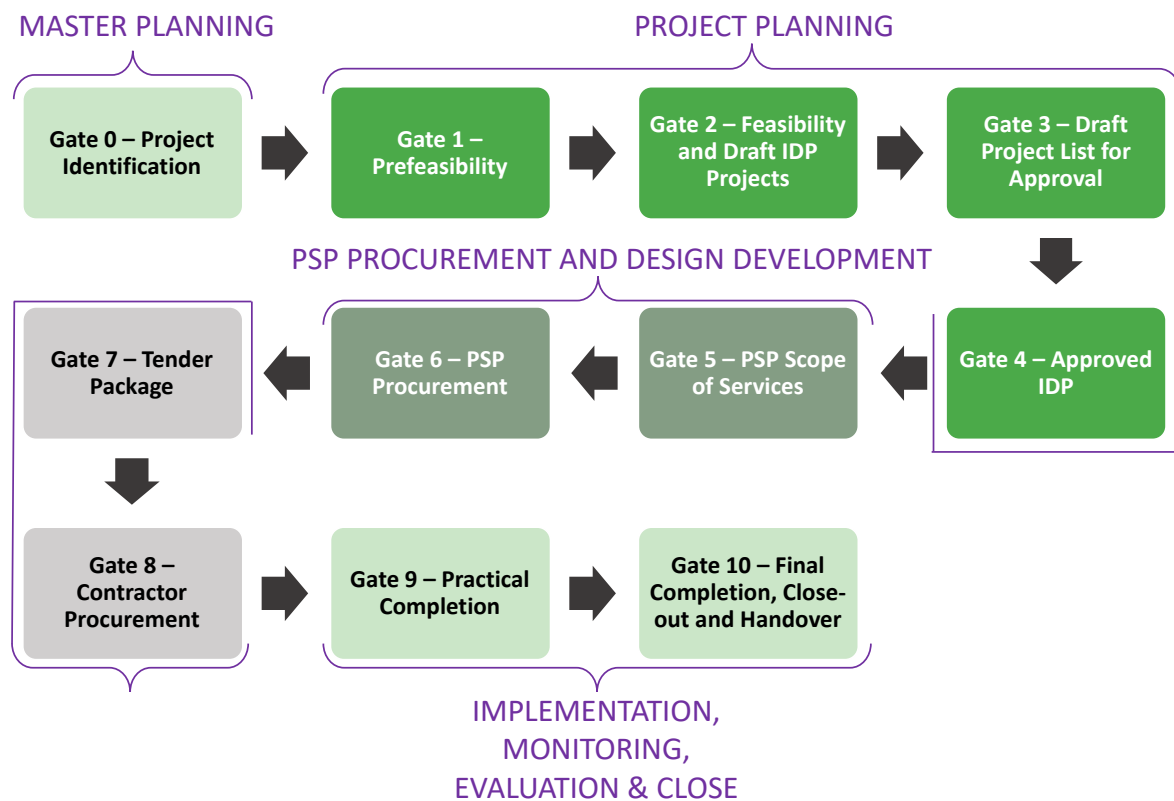 MASTER PLANNING
PROJECT PLANNING
Gate 0 – Project
Identification
Gate 1 –
Prefeasibility
Gate 2 – Feasibility
and Draft IDP
Projects
Gate 3 – Draft
Project List for
Approval
PSP PROCUREMENT AND DESIGN DEVELOPMENT
Gate 4 – Approved
IDP
Gate 5 – PSP Scope
of Services
Gate 6 – PSP
Procurement
Gate 7 – Tender
Package
Gate 8 –
Contractor
Procurement
Gate 9 – Practical
Completion
Gate 10 – Final
Completion, Close-
out and Handover
IMPLEMENTATION,
MONITORING,
EVALUATION & CLOSE